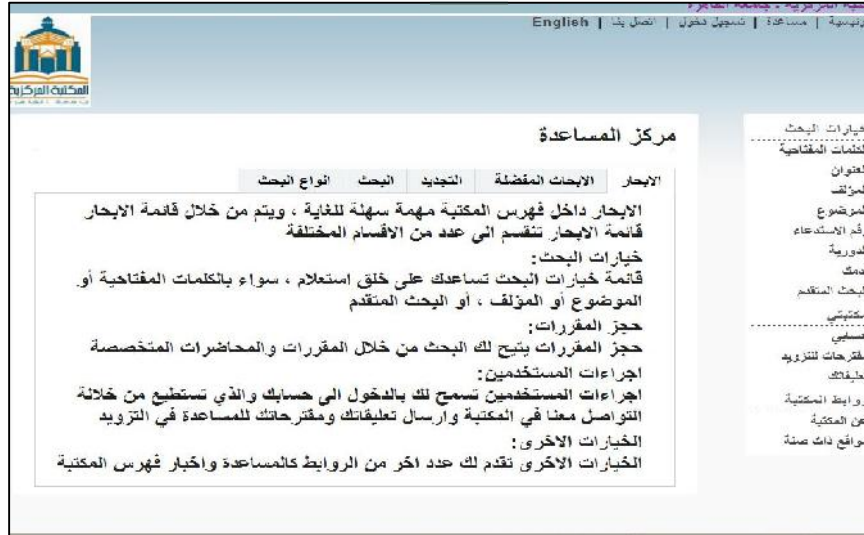 المكتبة المركزية - جامعة القاهرة
الرئيسية | مساعدة | تسجيل دخول | اتصل بنا | English
المكتبة المركزية
مركز المساعدة
الابحار الابحاث المفضلة التجديد البحث انواع البحث
الابحار داخل فهرس المكتبة مهمة سهلة للغاية ، ويتم من خلال قائمة الابحار
قائمة الابحار تنقسم الى عدد من الاقسام المختلفة
خيارات البحث:
قائمة خيارات البحث تساعدك على خلق استعلام ، سواء بالكلمات المفتاحية أو
الموضوع أو المؤلف ، أو البحث المتقدم
حجز المقررات:
حجز المقررات يتيح لك البحث من خلال المقررات والمحاضرات المتخصصة
اجراءات المستخدمين:
اجراءات المستخدمين تسمح لك بالدخول الى حسابك والذي تستطيع من خلالة
التواصل معنا في المكتبة وارسال تعليقاتك ومقترحاتك للمساعدة في التزويد
الخيارات الاخرى:
الخيارات الاخرى تقدم لك عدد اخر من الروابط كالمساعدة واخبار فهرس المكتبة
خيارات البحث
الكلمات المفتاحية
العنوان
المؤلف
الموضوع
رقم الاستدعاء
الدورية
ردمك
البحث المتقدم
مكتبتي
حسابي
مقترحات للتزويد
تعليقاتك
روابط المكتبة
عن المكتبة
مواقع ذات صلة